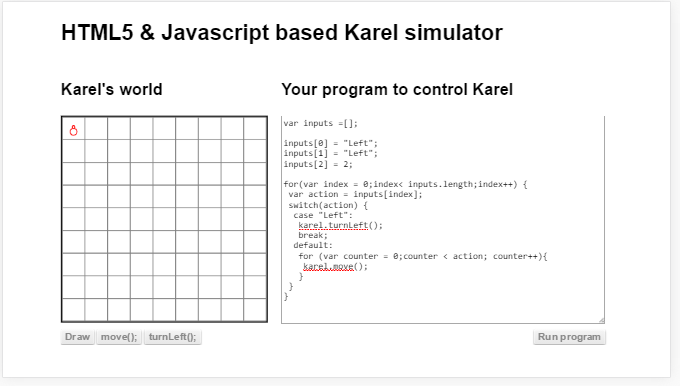 HTML5 & Javascript based Karel simulator
Karel's world
Your program to control Karel
var inputs =[];
inputs[0] = "Left";
inputs[1] = "Left";
inputs[2] = 2;
for(var index = 0;index< inputs.length;index++) {
var action = inputs[index];
switch(action) {
case "Left":
karel.turnLeft();
break;
default:
for (var counter = 0;counter < action; counter++){
karel.move();
}
}
}
Draw move(); turnLeft(); Run program